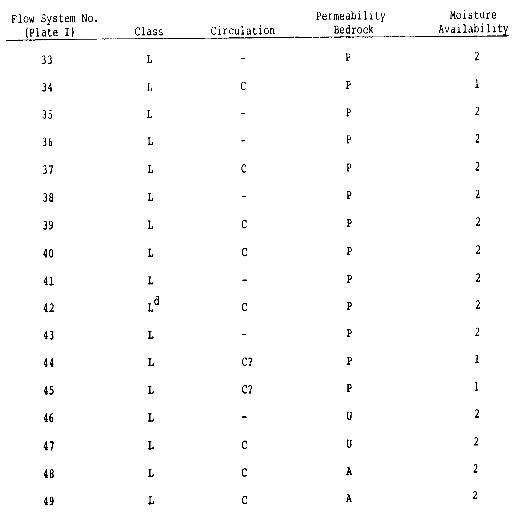 Permeability Moisture
Flow System No. Class Circulation Bedrock Availability
(Plate I)
33 L - P 2
34 L C P 1
35 L - P 2
36 L - P 2
37 L C P 2
38 L - P 2
39 L C P 2
40 L C P 2
41 L - P 2
42 Ld C P 2
43 L - P 2
44 L C? P 1
45 L C? P 1
46 L - U 2
47 L C U 2
48 L C A 2
49 L C A 2